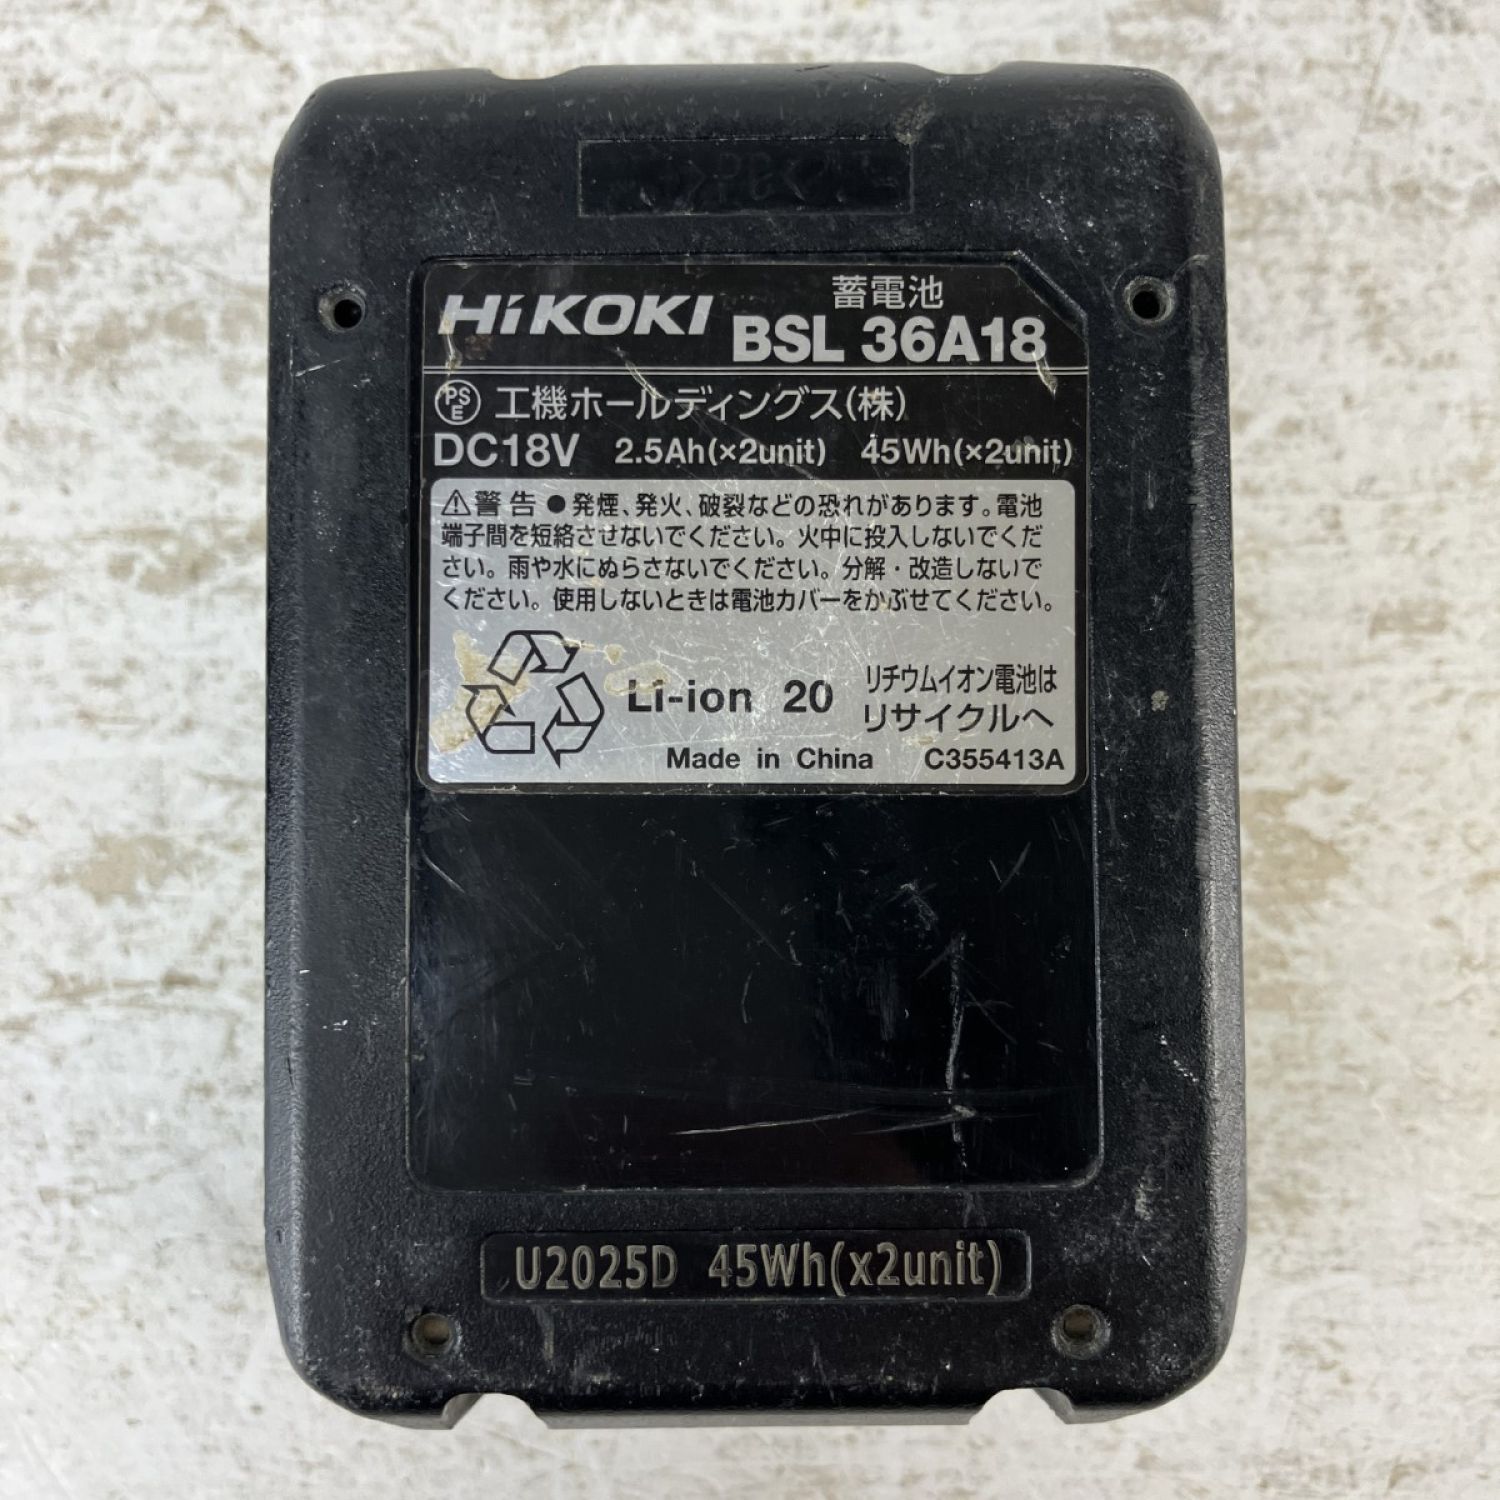 HiKOKI
蓄電池
BSL 36A18
PSE 工機ホールディングス(株)
DC18V 2.5Ah(×2unit) 45Wh(×2unit)
⚠警告 ●発煙、発火、破裂などの恐れがあります。電池
端子間を短絡させないでください。火中に投入しないでくだ
さい。雨や水にぬらさないでください。分解・改造しないで
ください。使用しないときは電池カバーをかぶせてください。
Li-ion 20
リチウムイオン電池は
リサイクルへ
Made in China C355413A
U2025D 45Wh(x2unit)